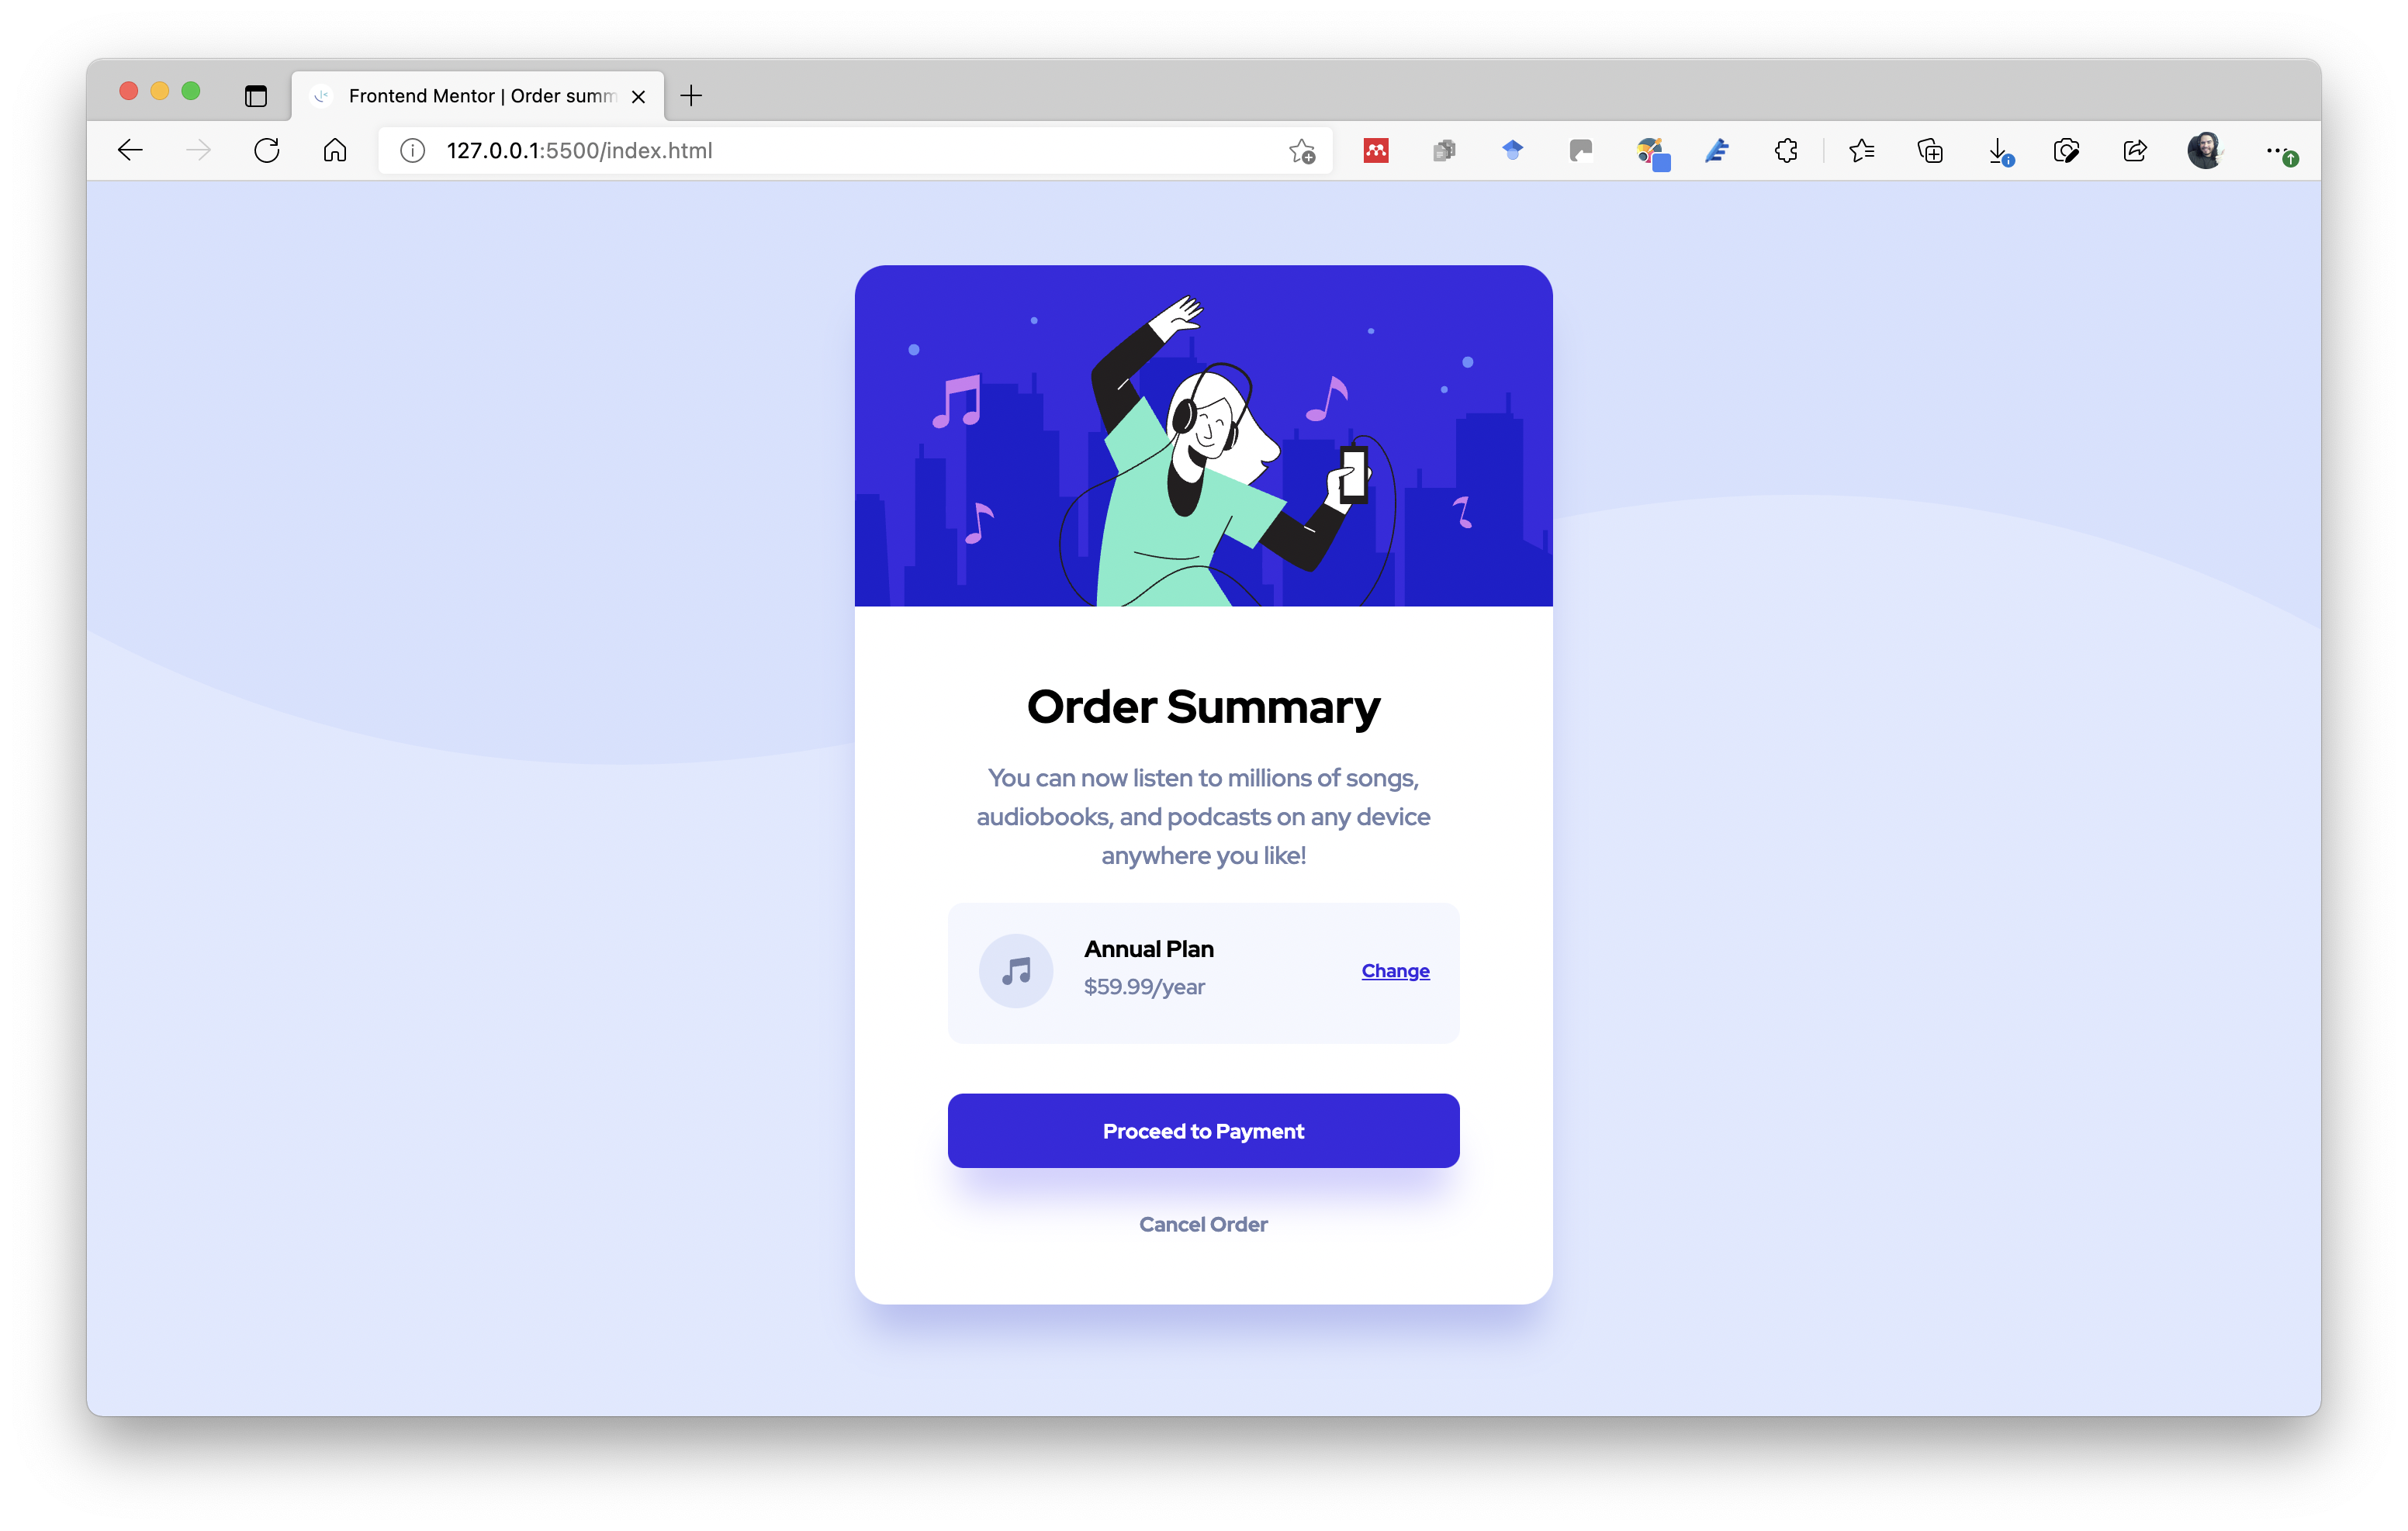 Frontend Mentor | Order summ
127.0.0.1:5500/index.html
Order Summary
You can now listen to millions of songs,
audiobooks, and podcasts on any device
anywhere you like!
Annual Plan
$59.99/year
Change
Proceed to Payment
Cancel Order